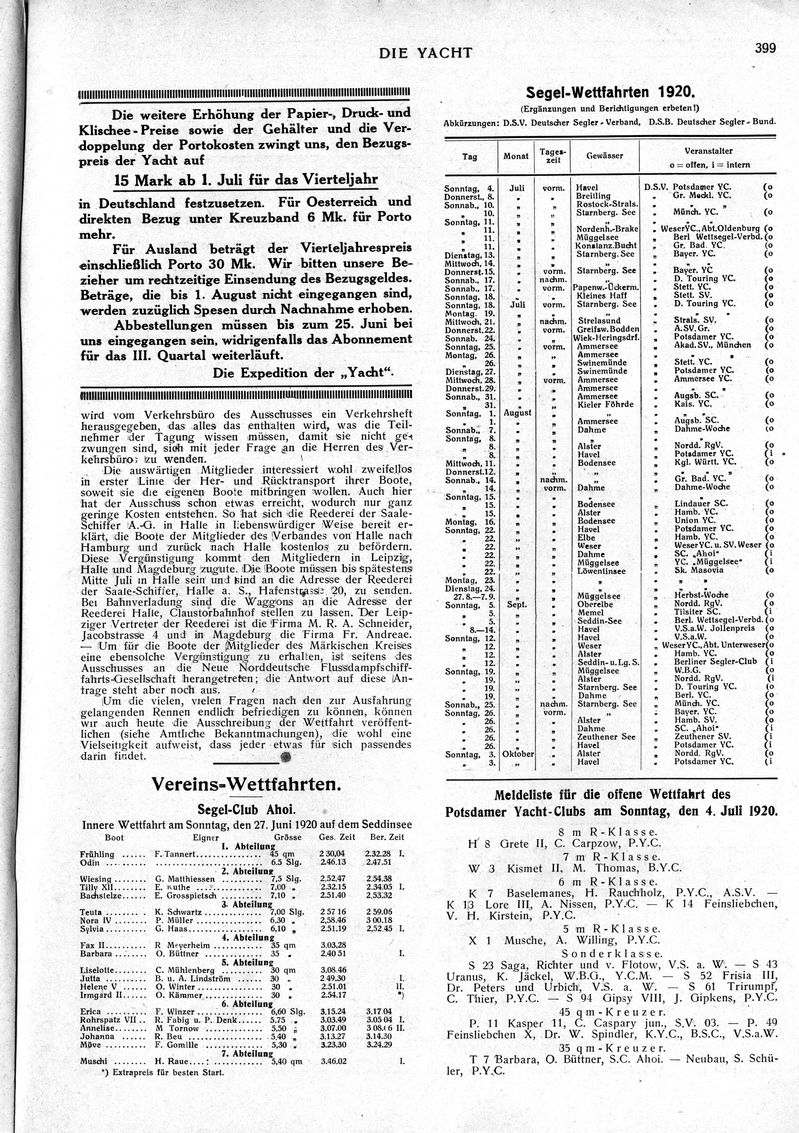 DIE YACHT
399
Die weitere Erhöhung der Papier-, Druck- und
Klischee-Preise sowie der Gehälter und die Ver-
doppelung der Portokosten zwingt uns, den Bezugs-
preis der Yacht auf
15 Mark ab 1. Juli für das Vierteljahr
in Deutschland festzusetzen. Für Oesterreich und
direkten Bezug unter Kreuzband 6 Mk. für Porto
mehr.
Für Ausland beträgt der Vierteljahrespreis
einschließlich Porto 30 Mk. Wir bitten unsere Be-
zieher um rechtzeitige Einsendung des Bezugsgeldes.
Beträge, die bis 1. August nicht eingegangen sind,
werden zuzüglich Spesen durch Nachnahme erhoben.
Abbestellungen müssen bis zum 25. Juni bei
uns eingegangen sein, widrigenfalls das Abonnement
für das III. Quartal weiterläuft.
Die Expedition der „Yacht“.
wird vom Verkehrsbüro des Ausschusses ein Verkehrsheft
herausgegeben, das alles das enthalten wird, was die Teil-
nehmer der Tagung wissen müssen, damit sie nicht ge-
zwungen sind, sich mit jeder Frage an die Herren des Ver-
kehrsbüros zu wenden.
Die auswärtigen Mitglieder interessiert wohl zweifellos
in erster Linie der Her- und Rücktransport ihrer Boote,
soweit sie die eigenen Boote mitbringen wollen. Auch hier
hat der Ausschuss schon etwas erreicht, wodurch nur ganz
geringe Kosten entstehen. So hat sich die Reederei der Saale-
Schiffer A.-G. in Halle in liebenswürdiger Weise bereit er-
klärt, die Boote der Mitglieder des Verbandes von Halle nach
Hamburg und zurück nach Halle kostenlos zu befördern.
Diese Vergünstigung kommt den Mitgliedern in Leipzig,
Halle und Magdeburg zugute. Die Boote müssen bis spätestens
Mitte Juli in Halle sein und sind an die Adresse der Reederei
der Saale-Schiffer, Halle a. S., Hafenstrasse 20, zu senden.
Bei Bahnverladung sind die Waggons an die Adresse der
Reederei Halle, Claustorbahnhof stellen zu lassen. Der Leip-
ziger Vertreter der Reederei ist die Firma M. R. A. Schneider,
Jacobstrasse 4 und in Magdeburg die Firma Fr. Andreae.
— Um für die Boote der Mitglieder des Märkischen Kreises
eine ebensolche Vergünstigung zu erhalten, ist seitens des
Ausschusses an die Neue Norddeutsche Flussdampfschiff-
fahrts-Gesellschaft herangetreten; die Antwort auf diese An-
frage steht aber noch aus.
Um die vielen, vielen Fragen nach den zur Ausfahrung
gelangenden Rennen endlich befriedigen zu können, können
wir auch heute die Ausschreibung der Wettfahrt veröffent-
lichen (siehe Amtliche Bekanntmachungen), die wohl eine
Vielseitigkeit aufweist, dass jeder etwas für sich passendes
darin findet.
Vereins-Wettfahrten.
Segel-Club Ahoi.
Innere Wettfahrt am Sonntag, den 27. Juni 1920 auf dem Seddinsee
Boot Eigner Grösse Ges. Zeit Ber. Zeit
1. Abteilung
Frühling ...... F. Tannert ................ 45 qm 2 30,04 2.32.28 I.
Odin ......... 6.5 Slg. 2.46.13 2.47.51
2. Abteilung
Wiesing ........ G. Matthiessen .......... 7,5 Slg. 2.52.47 2.54.38
Tilly XII........ E. Kuthe ............ 7,00 „ 2.32.15 2.34.05 I.
Bachstelze...... E. Grosspietsch ......... 7,10 „ 2.51.40 2.53.32
3. Abteilung
Teuta ......... K. Schwartz ............. 7,00 Slg. 2 57 16 2 59.06
Nora IV ........ P. Müller ............... 6.30 „ 2,58.46 3 00.18
Sylvia .......... G. Haas ................ 6,10 „ 2.51.19 2,52 45 I.
4. Abteilung
Fax II.......... R Meyerheim ............ 35 qm 3.03.28
Barbara ........ O. Büttner .............. 35 „ 2.40 51 I.
5. Abteilung
Liselotte........ C. Mühlenberg .......... 30 qm 3,08.46
Jutta .......... B. u. A. Lindström ...... 30 „ 2.49.30 I.
Helene V ...... O. Winter ............... 30 „ 2.51.01 II.
Irmgard II...... O. Kämmer.............. 30 „ 2.54.17 *)
6. Abteilung
Erica .......... F. Winzer............... 6,60 Slg. 3.15.24 3.17.04
Rohrspatz VII .. R. Fabig u. P. Denk..... 5.75 „ 3.03.49 3.05 04 I.
Annelise........ M Tornow .............. 5,50 „ 3.07.00 3 08.16 II.
Johanna ...... R. Beu ................. 5,40 „ 3.13.27 3.14.30
Möve .......... F. Gomille ............. 5,30 „ 3.23.30 3.24.29
7. Abteilung
Muschi ........ H. Raue................ 5,40 qm 3.46.02 I.
*) Extrapreis für besten Start.
Segel-Wettfahrten 1920.
(Ergänzungen und Berichtigungen erbeten!)
Abkürzungen: D.S.V. Deutscher Segler-Verband, D.S.B. Deutscher Segler-Bund.
Tag Monat Tages-zeit Gewässer Veranstalter
o = offen, i = intern
Sonntag, 4. Juli vorm. Havel D.S.V. Potsdamer YC. (o
Donnerst., 8. „ „ Breitling „ Gr. Meckl. YC. (o
Sonnab., 10. „ „ Rostock-Strals. „ „ „
„ 10. „ „ Starnberg. See „ Münch. YC. (o
Sonntag, 11. „ „ „
„ 11. „ „ Nordenh.-Brake „ WeserYC.,Abt.Oldenburg (o
„ 11. „ „ Müggelsee „ Berl Wettsegel-Verbd. (o
„ 11. „ „ Konstanz.Bucht „ Gr. Bad. YC. (o
Dienstag, 13. „ „ Starnberg. See „ Bayer. YC. (o
Mittwoch, 14. „ „ „
Donnerst. 15. „ vorm. Starnberg. See „ Bayer. YC (o
Sonnab., 17. „ nachm. „ D. Touring YC. (o
Sonnab., 17. „ vorm. Papenw.-Ückerm. „ Stett. YC. (o
Sonntag, 18. „ „ Kleines Haff „ Stett. SV. (o
Sonntag, 18. Juli vorm. Starnberg. See „ D. Touring YC. (o
Montag. 19. „ „ „
Mittwoch, 21. „ nachm. Strelasund „ Strals. SV. (o
Donnerst. 22. „ vorm. Greifsw. Bodden „ A. SV. Gr. (o
Sonnab. 24. „ „ Wiek-Heringsdrf. „ Potsdamer YC. (o
Sonntag, 25. „ vorm. Ammersee „ Akad. SV., München (o
Montag, 26. „ „ Ammersee „ „ „
„ 26. „ „ Swinemünde „ Stett. YC. (o
Dienstag, 27. „ „ Swinemünde „ Potsdamer YC. (o
Mittwoch, 28. „ vorm. Ammersee „ Ammersee YC. (o
Donnerst. 29. „ „ Ammersee
Sonnab., 31. „ „ Ammersee „ Augsb. SC. (o
„ 31. „ „ Kieler Föhrde „ Kais. YC. (o
Sonntag, 1. August „ „
„ 1. „ „ Ammersee „ Augsb. SC. (o
Sonnab., 7. „ „ Dahme „ Dahme-Woche (o
Sonntag, 8. „ „ „
„ 8. „ „ Alster „ Nordd. RgV. (o
„ 8. „ „ Havel „ Potsdamer YC. (i
Mittwoch, 11. „ „ Bodensee „ Kgl. Württ. YC. (o
Donnerst. 12. „ „ „
Sonnab., 14. „ nachm. „ Gr. Bad. YC. (o
„ 14. „ vorm. Dahme „ Dahme-Woche (o
Sonntag, 15. „ „ „
„ 15. „ „ Bodensee „ Lindauer SC. (o
„ 15. „ „ Alster „ Hamb. YC. (o
Montag, 16. „ „ Bodensee „ Union YC. (o
Sonntag, 22. „ „ Havel „ Potsdamer YC. (o
„ 22. „ „ Elbe „ Hamb. YC. (o
„ 22. „ „ Weser „ WeserYC. u. SV. Weser (o
„ 22. „ „ Dahme „ SC. „Ahoi“ (i
„ 22. „ „ Müggelsee „ YC. „Müggelsee“ (i
„ 22. „ „ Löwentinsee „ Sk. Masovia (o
Montag, 23. „ „ „
Dienstag, 24. „ „ „
27. 8.—7. 9. „ „ Müggelsee „ Herbst-Woche (o
Sonntag, 5. Sept. „ Oberelbe „ Nordd. RgV. (o
„ 5. „ „ Memel „ Tilsiter SC. (i
„ 5. „ „ Seddin-See „ Berl. Wettsegel-Verbd. (o
8.—14. „ „ Havel „ V.S.a.W. Jollenpreis (o
Sonntag, 12. „ „ Havel „ V.S.a.W. (o
„ 12. „ „ Weser „ WeserYC., Abt. Unterweser (o
„ 12. „ „ Alster „ Hamb. YC. (o
„ 12. „ „ Seddin- u. Lg. S. „ Berliner Segler-Club (i
Sonntag, 19. „ „ Müggelsee „ W.B.G. (o
„ 19. „ „ Alster „ Nordd. RgV. (i
„ 19. „ „ Starnberg. See „ D. Touring YC. (o
„ 19. „ „ Dahme „ Berl. YC. (o
Sonnab., 25. „ nachm. Starnberg. See „ Münch. YC. (o
Sonntag, 26. „ vorm. „ Bayer. YC. (o
„ 26. „ „ Alster „ Hamb. SV. (o
„ 26. „ „ Dahme „ SC. „Ahoi“ (i
„ 26. „ „ Zeuthener See „ Zeuthener SV. (i
„ 26. „ „ Havel „ Potsdamer YC. (i
Sonntag, 3. Oktober „ Alster „ Nordd. RgV. (o
„ 3. „ „ Havel „ Potsdamer YC. (i
Meldeliste für die offene Wettfahrt des
Potsdamer Yacht-Clubs am Sonntag, den 4. Juli 1920.
8 m R-Klasse.
H 8 Grete II, C. Carpzow, P.Y.C.
7 m R-Klasse.
W 3 Kismet II, M. Thomas, B.Y.C.
6 m R-Klasse.
K 7 Baselemanes, H. Rauchholz, P.Y.C., A.S.V. —
K 13 Lore III, A. Nissen, P.Y.C. — K 14 Feinsliebchen,
V. H. Kirstein, P.Y.C.
5 m R-Klasse.
X 1 Musche, A. Willing, P.Y.C.
Sonderklasse.
S 23 Saga, Richter und v. Flotow, V.S. a. W. — S 43
Uranus, K. Jäckel, W.B.G., Y.C.M. — S 52 Frisia III,
Dr. Peters und Urbich, V.S. a. W. — S 61 Trirumpf,
C. Thier, P.Y.C. — S 94 Gipsy VIII, J. Gipkens, P.Y.C.
45 qm-Kreuzer.
P. 11 Kasper 11, C. Caspary jun., S.V. 03. — P. 49
Feinsliebchen X, Dr. W. Spindler, K.Y.C., B.S.C., V.S.a.W.
35 qm-Kreuzer.
T 7 Barbara, O. Büttner, S.C. Ahoi. — Neubau, S. Schü-
ler, P.Y.C.